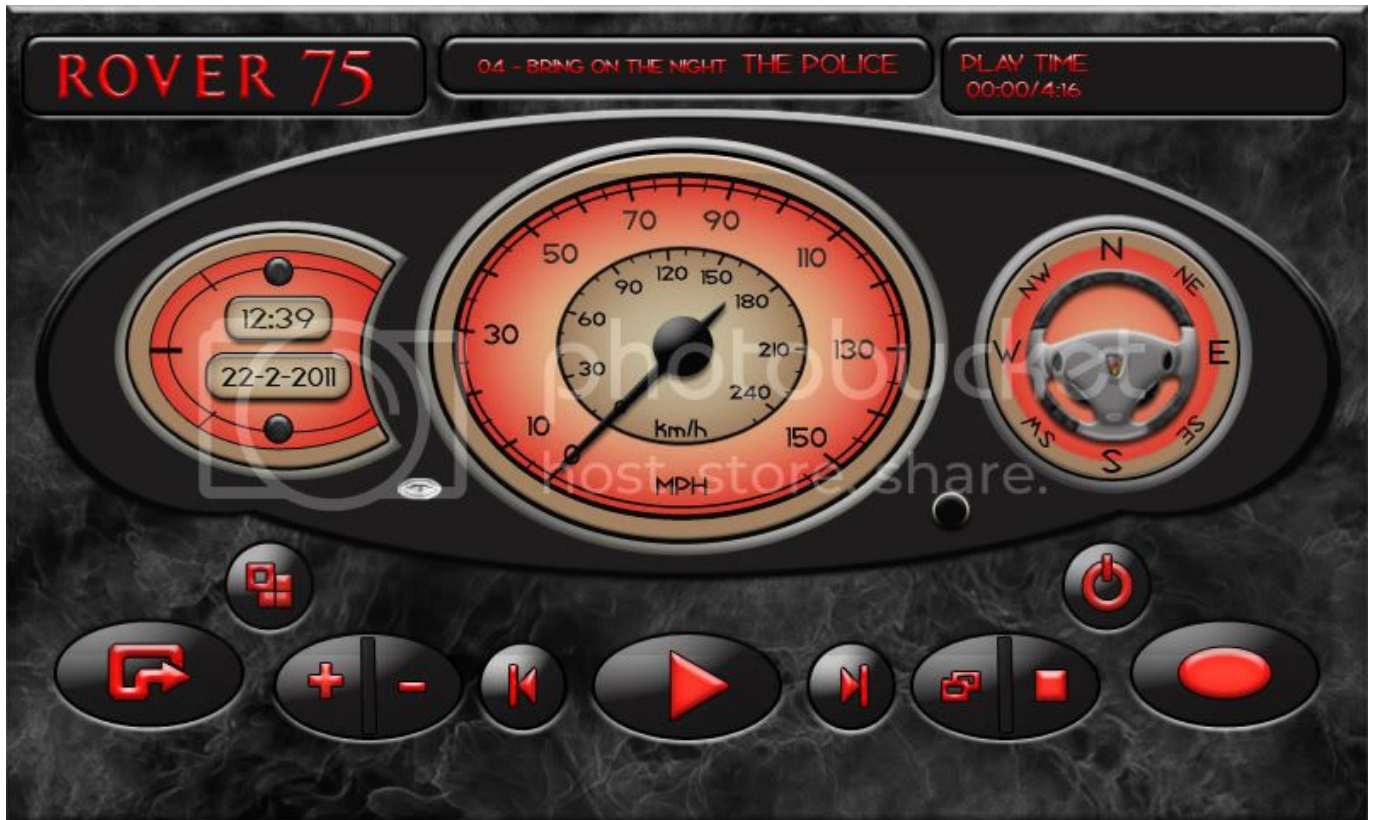 ROVER 75
04 - BRING ON THE NIGHT THE POLICE
PLAY TIME
00:00/4:16
12:39
22-2-2011
0
10
30
50
70
90
110
130
150
MPH
0
30
60
90
120
150
180
210
240
km/h
N
NE
E
SE
S
SW
W
NW
photobucket
host. store. share.